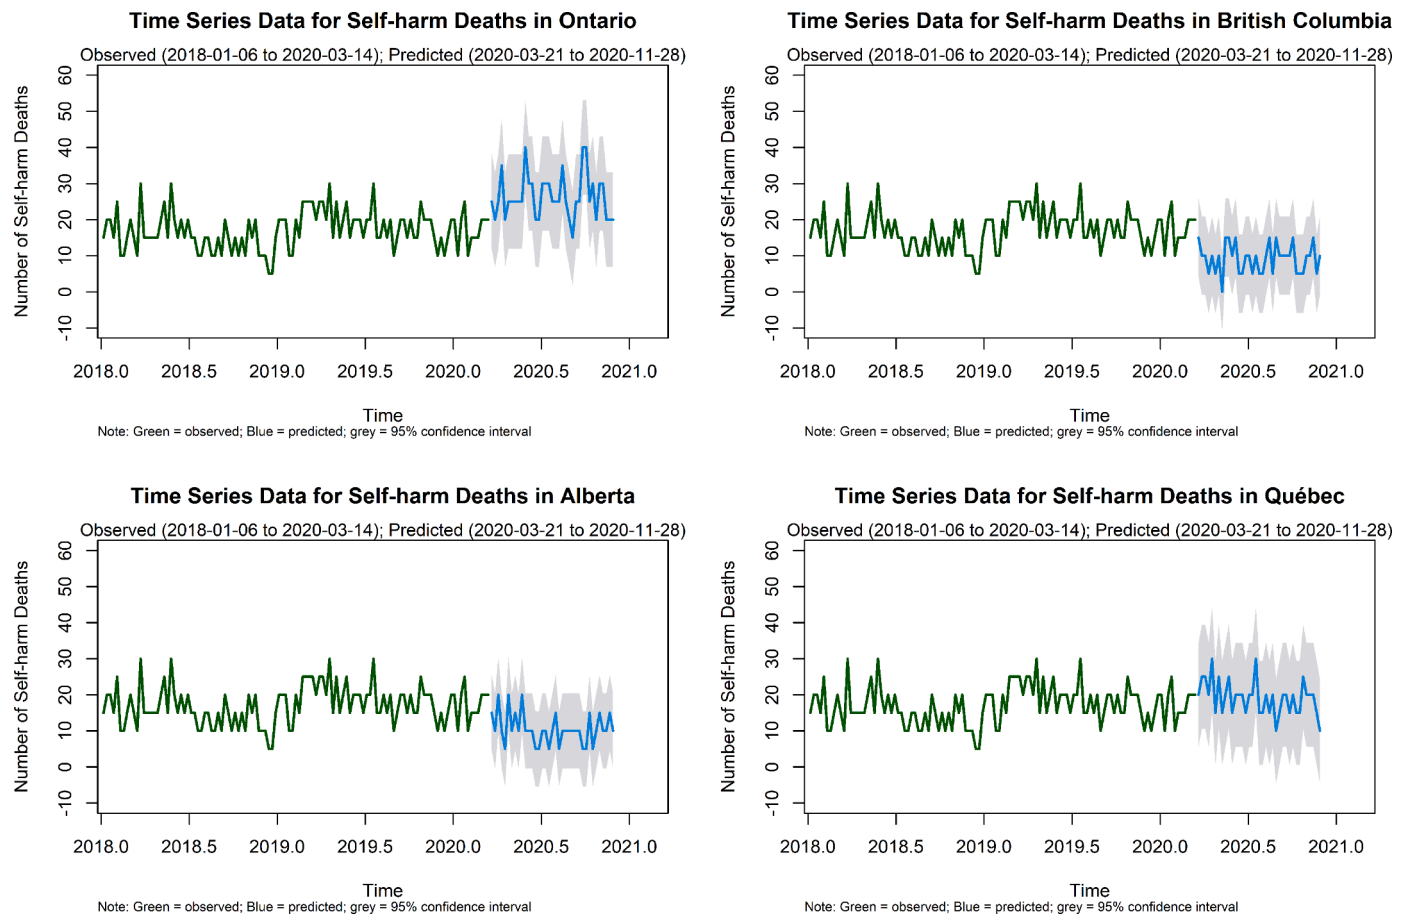 Time Series Data for Self-harm Deaths in Ontario
Observed (2018-01-06 to 2020-03-14); Predicted (2020-03-21 to 2020-11-28)
Number of Self-harm Deaths
60
50
40
30
20
10
0
-10
2018.0 2018.5 2019.0 2019.5 2020.0 2020.5 2021.0
Time
Note: Green = observed; Blue = predicted; grey = 95% confidence interval
Time Series Data for Self-harm Deaths in British Columbia
Observed (2018-01-06 to 2020-03-14); Predicted (2020-03-21 to 2020-11-28)
Number of Self-harm Deaths
60
50
40
30
20
10
0
-10
2018.0 2018.5 2019.0 2019.5 2020.0 2020.5 2021.0
Time
Note: Green = observed; Blue = predicted; grey = 95% confidence interval
Time Series Data for Self-harm Deaths in Alberta
Observed (2018-01-06 to 2020-03-14); Predicted (2020-03-21 to 2020-11-28)
Number of Self-harm Deaths
60
50
40
30
20
10
0
-10
2018.0 2018.5 2019.0 2019.5 2020.0 2020.5 2021.0
Time
Note: Green = observed; Blue = predicted; grey = 95% confidence interval
Time Series Data for Self-harm Deaths in Québec
Observed (2018-01-06 to 2020-03-14); Predicted (2020-03-21 to 2020-11-28)
Number of Self-harm Deaths
60
50
40
30
20
10
0
-10
2018.0 2018.5 2019.0 2019.5 2020.0 2020.5 2021.0
Time
Note: Green = observed; Blue = predicted; grey = 95% confidence interval